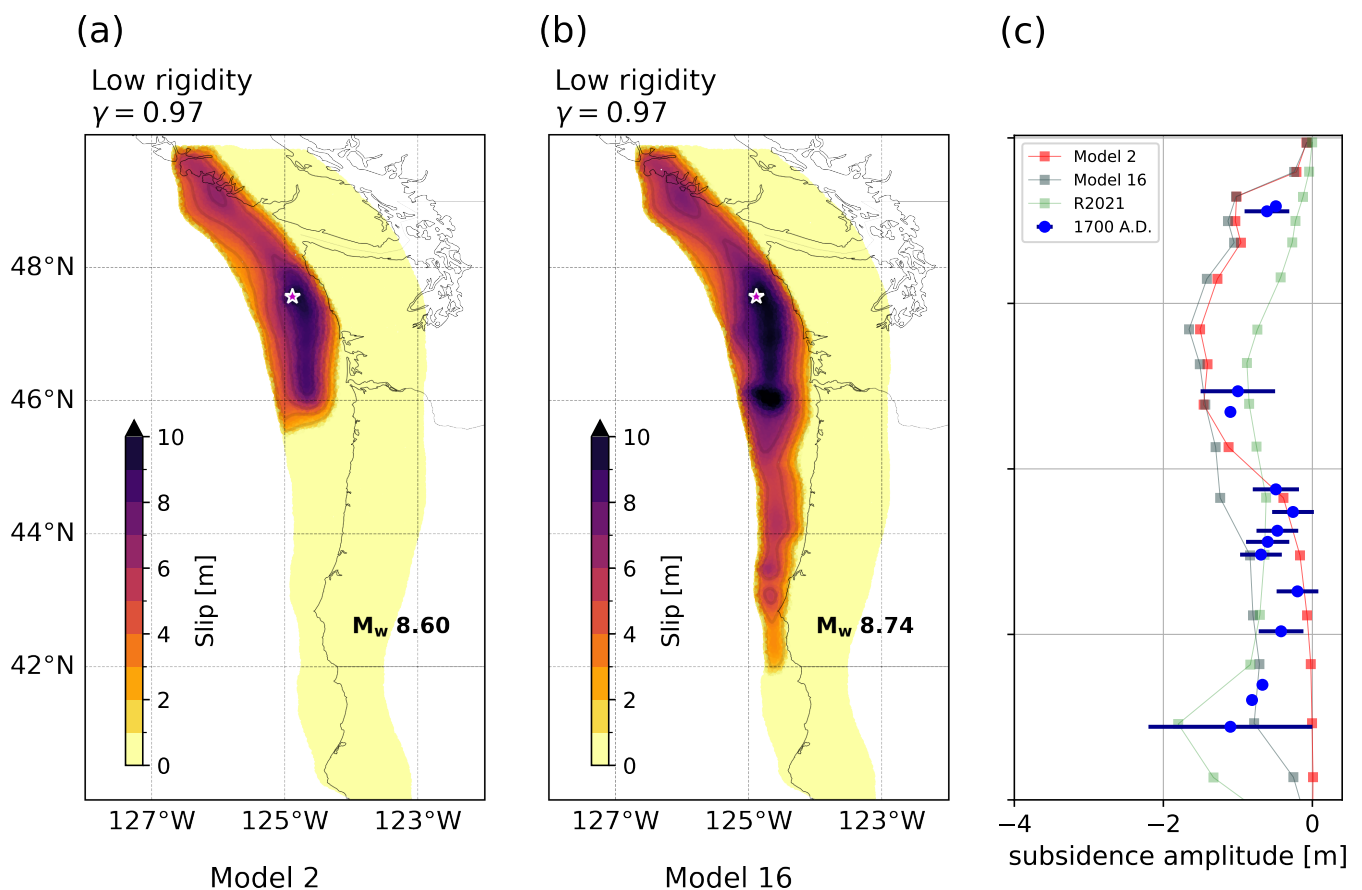 (a)
(b)
(c)
Low rigidity
γ = 0.97
Low rigidity
γ = 0.97
48°N
46°N
44°N
42°N
10
8
6
4
2
0
Slip [m]
Mw 8.60
127°W
125°W
123°W
Model 2
10
8
6
4
2
0
Slip [m]
Mw 8.74
127°W
125°W
123°W
Model 16
Model 2
Model 16
R2021
1700 A.D.
−4
−2
0
subsidence amplitude [m]